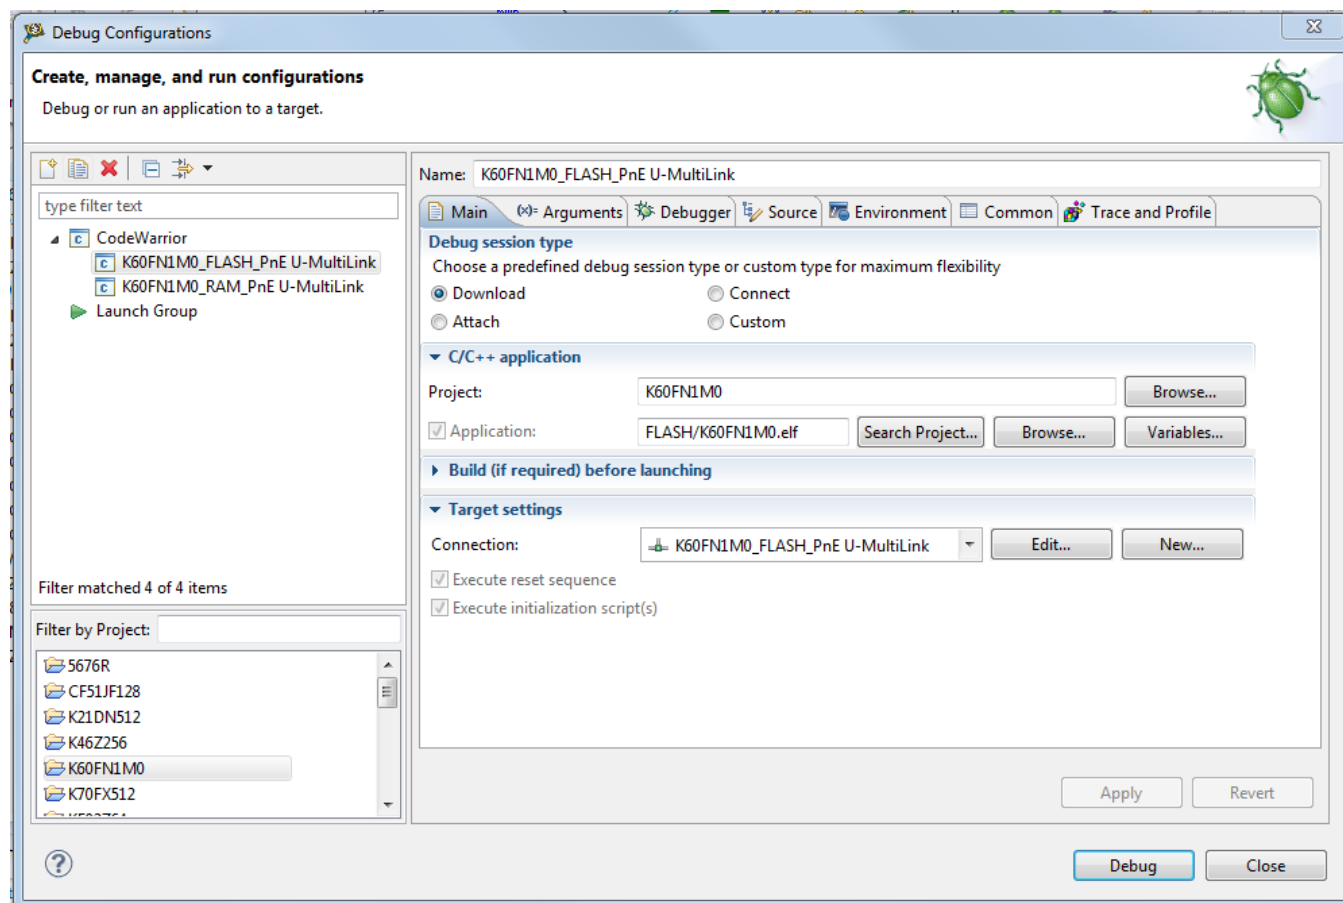 Debug Configurations
Create, manage, and run configurations
Debug or run an application to a target.
type filter text
CodeWarrior
K60FN1M0_FLASH_PnE U-MultiLink
K60FN1M0_RAM_PnE U-MultiLink
Launch Group
Filter matched 4 of 4 items
Filter by Project:
5676R
CF51JF128
K21DN512
K46Z256
K60FN1M0
K70FX512
Name: K60FN1M0_FLASH_PnE U-MultiLink
Main (x)= Arguments Debugger Source Environment Common Trace and Profile
Debug session type
Choose a predefined debug session type or custom type for maximum flexibility
Download Connect
Attach Custom
C/C++ application
Project: K60FN1M0 Browse...
Application: FLASH/K60FN1M0.elf Search Project... Browse... Variables...
Build (if required) before launching
Target settings
Connection: K60FN1M0_FLASH_PnE U-MultiLink Edit... New...
Execute reset sequence
Execute initialization script(s)
Apply Revert
? Debug Close